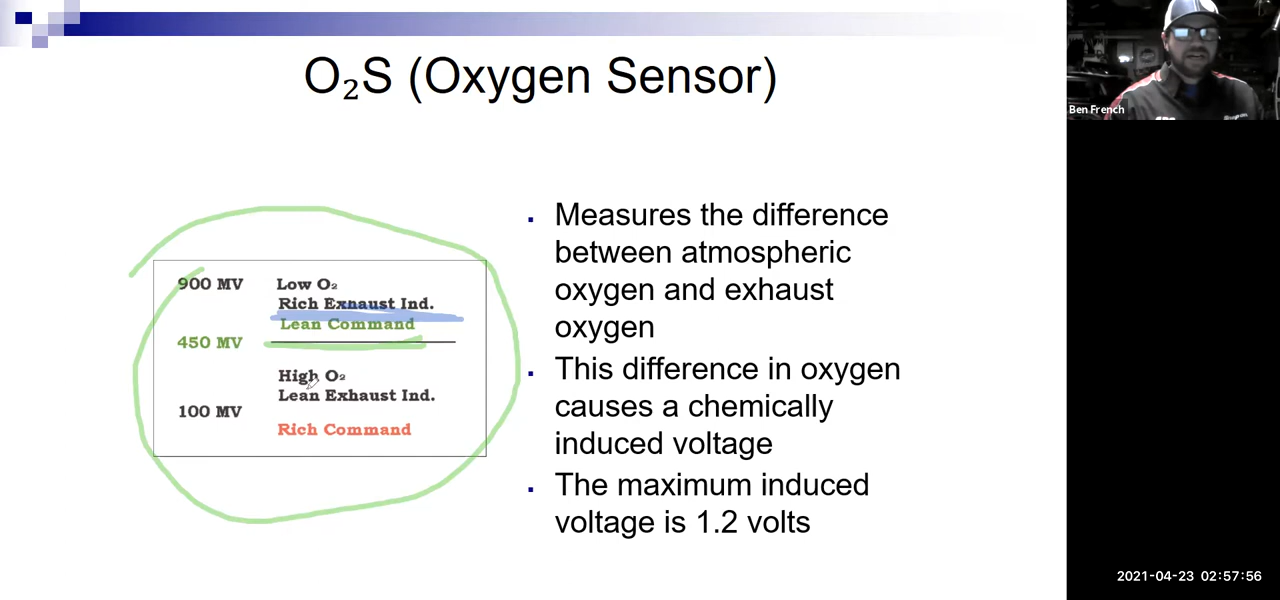 O₂S (Oxygen Sensor)
Ben French
900 MV Low O₂
Rich Exhaust Ind.
Lean Command
450 MV
High O₂
Lean Exhaust Ind.
100 MV
Rich Command
▪ Measures the difference
between atmospheric
oxygen and exhaust
oxygen
▪ This difference in oxygen
causes a chemically
induced voltage
▪ The maximum induced
voltage is 1.2 volts
2021-04-23 02:57:56